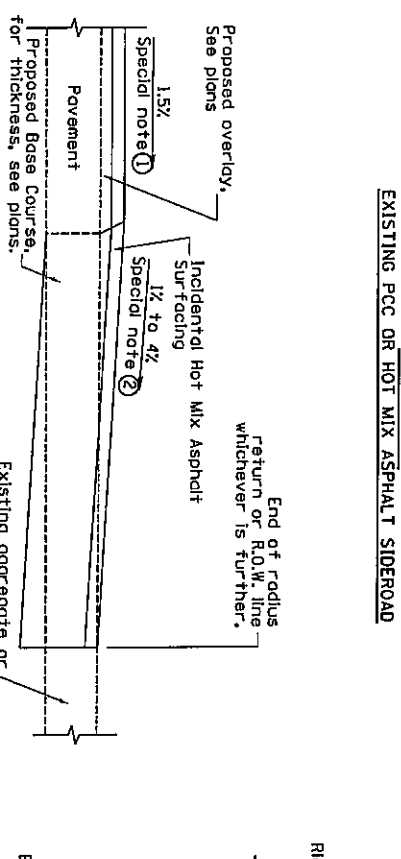 EXISTING PCC OR HOT MIX ASPHALT SIDEROAD
End of radius
return or R.O.W. line
whichever is further.
Proposed overlay,
See plans
Incidental Hot Mix Asphalt
Surfacing
1.5%
Special note 1
1% to 4%
Special note 2
Pavement
Proposed Base Course,
for thickness, see plans.
Existing aggregate or